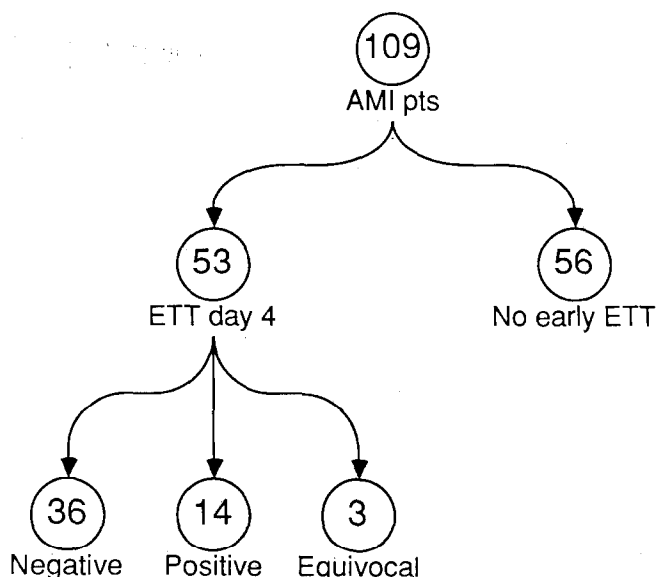 109
AMI pts
53
56
ETT day 4
No early ETT
36
14
3
Negative
Positive
Equivocal